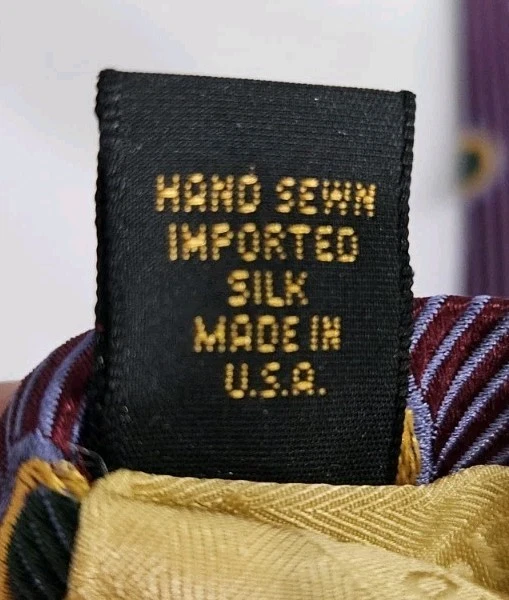 HAND SEWN
IMPORTED
SILK
MADE IN
U.S.A.